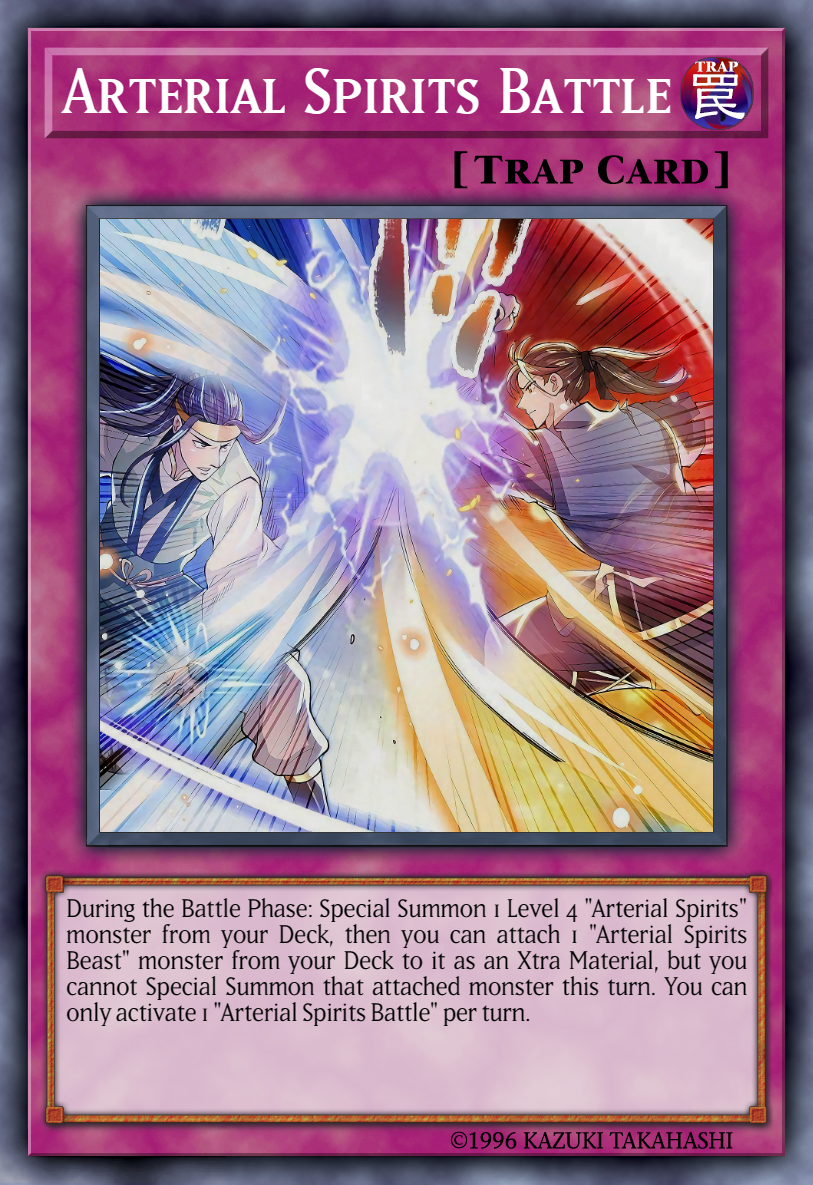 Arterial Spirits Battle
TRAP
罠
[Trap Card]
During the Battle Phase: Special Summon 1 Level 4 "Arterial Spirits"
monster from your Deck, then you can attach 1 "Arterial Spirits
Beast" monster from your Deck to it as an Xtra Material, but you
cannot Special Summon that attached monster this turn. You can
only activate 1 "Arterial Spirits Battle" per turn.
©1996 KAZUKI TAKAHASHI